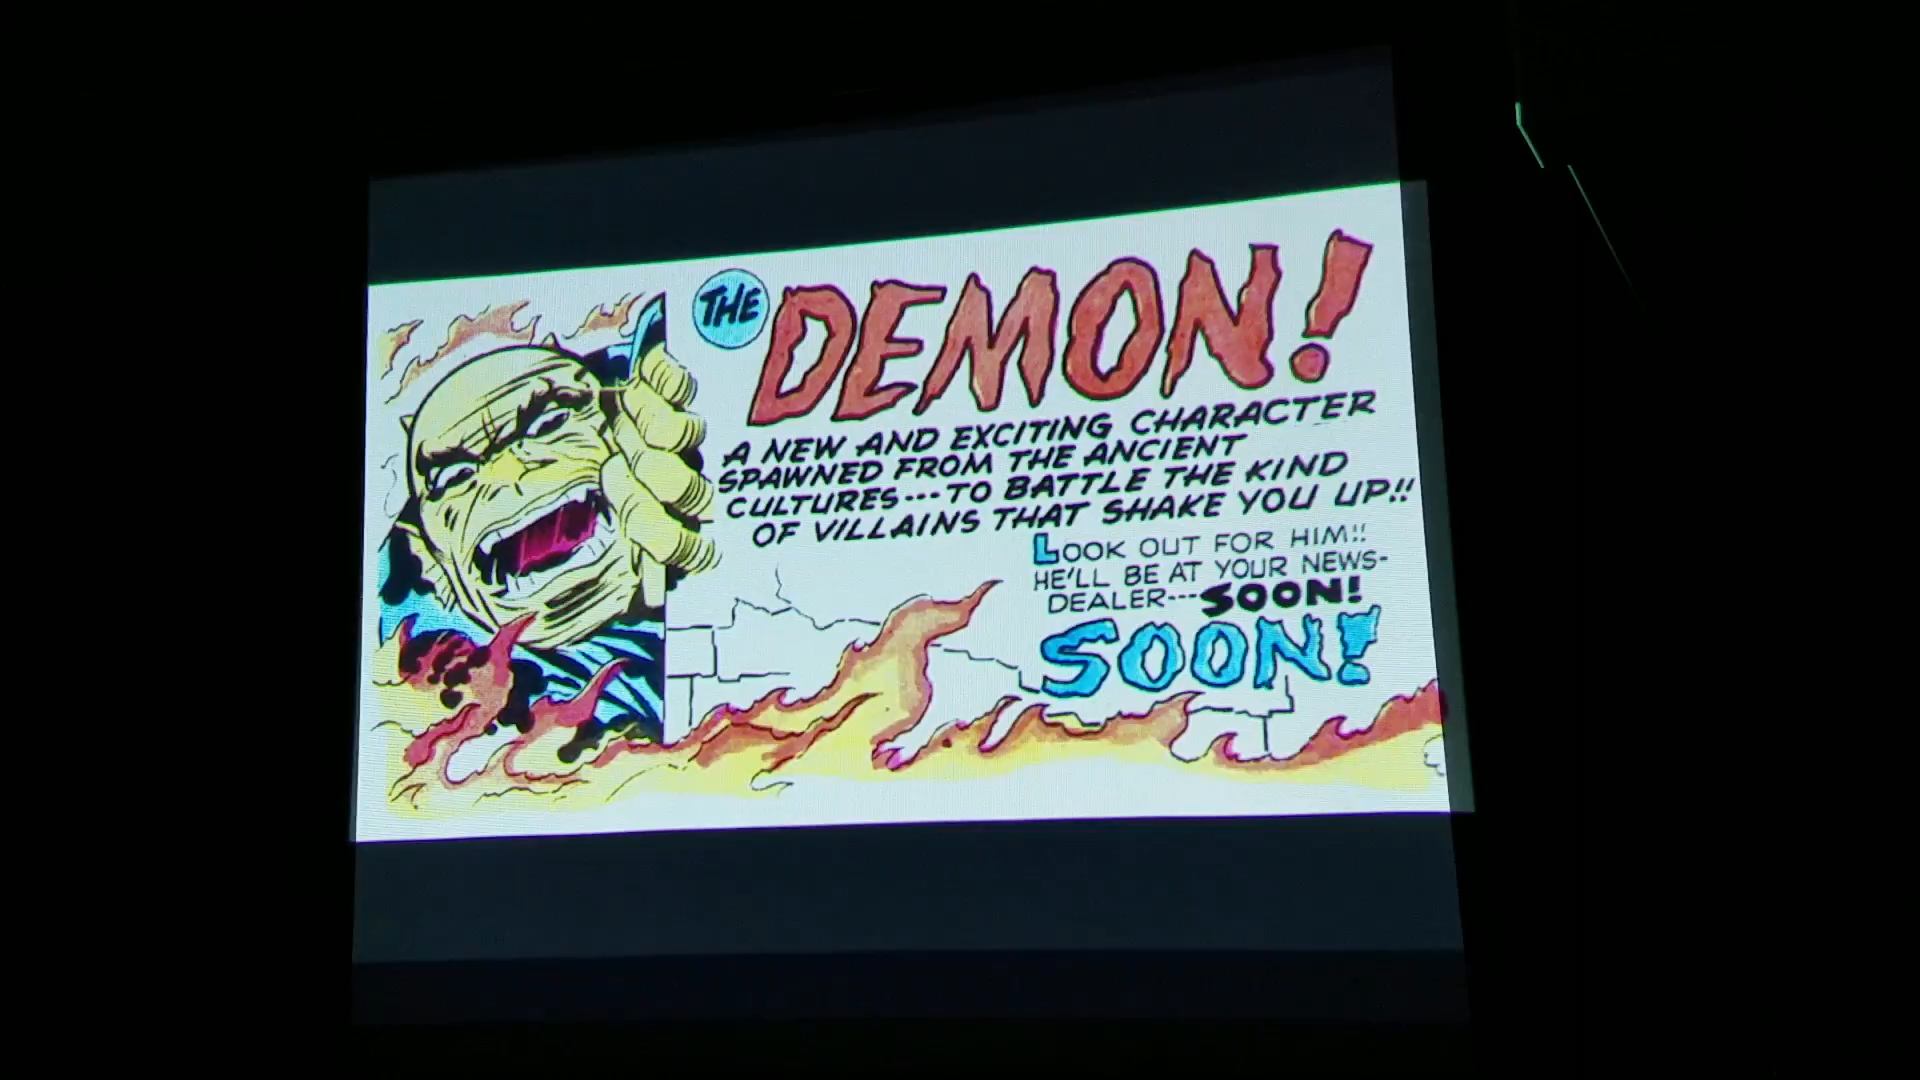 THE DEMON!
A NEW AND EXCITING CHARACTER
SPAWNED FROM THE ANCIENT
CULTURES---TO BATTLE THE KIND
OF VILLAINS THAT SHAKE YOU UP!!
LOOK OUT FOR HIM!!
HE'LL BE AT YOUR NEWS-
DEALER---SOON!
SOON!